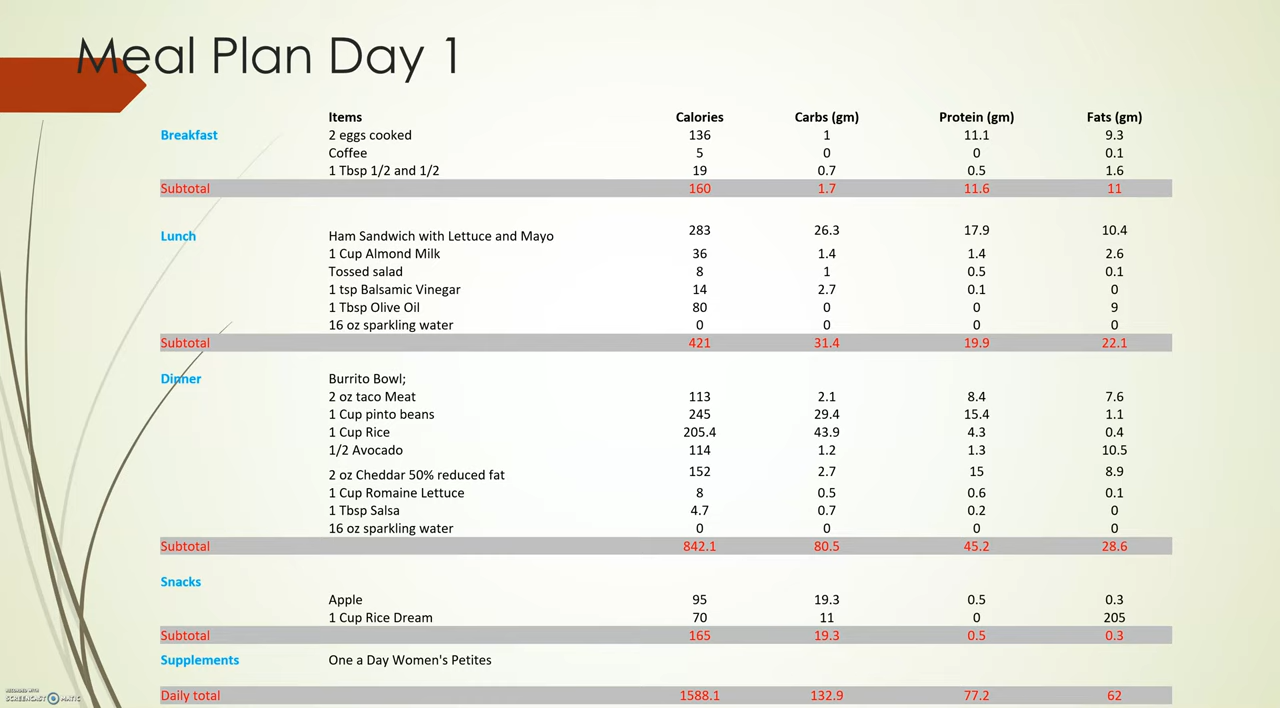 Meal Plan Day 1
Items Calories Carbs (gm) Protein (gm) Fats (gm)
Breakfast 2 eggs cooked 136 1 11.1 9.3
Coffee 5 0 0 0.1
1 Tbsp 1/2 and 1/2 19 0.7 0.5 1.6
Subtotal 160 1.7 11.6 11
Lunch Ham Sandwich with Lettuce and Mayo 283 26.3 17.9 10.4
1 Cup Almond Milk 36 1.4 1.4 2.6
Tossed salad 8 1 0.5 0.1
1 tsp Balsamic Vinegar 14 2.7 0.1 0
1 Tbsp Olive Oil 80 0 0 9
16 oz sparkling water 0 0 0 0
Subtotal 421 31.4 19.9 22.1
Dinner Burrito Bowl;
2 oz taco Meat 113 2.1 8.4 7.6
1 Cup pinto beans 245 29.4 15.4 1.1
1 Cup Rice 205.4 43.9 4.3 0.4
1/2 Avocado 114 1.2 1.3 10.5
2 oz Cheddar 50% reduced fat 152 2.7 15 8.9
1 Cup Romaine Lettuce 8 0.5 0.6 0.1
1 Tbsp Salsa 4.7 0.7 0.2 0
16 oz sparkling water 0 0 0 0
Subtotal 842.1 80.5 45.2 28.6
Snacks
Apple 95 19.3 0.5 0.3
1 Cup Rice Dream 70 11 0 205
Subtotal 165 19.3 0.5 0.3
Supplements One a Day Women's Petites
Daily total 1588.1 132.9 77.2 62
RECORDED WITH
SCREENCAST MATIC